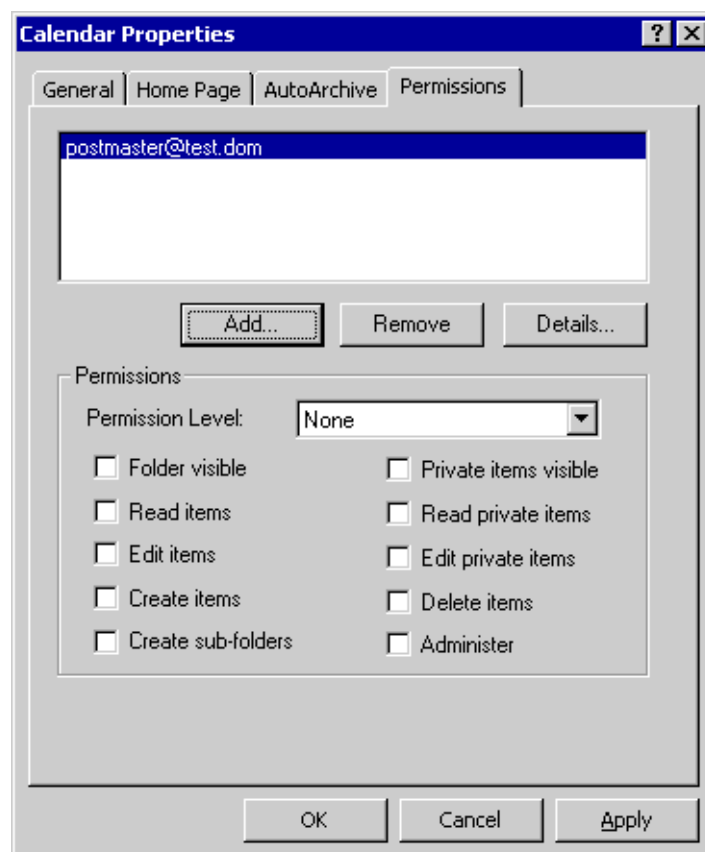 Calendar Properties
General Home Page AutoArchive Permissions
postmaster@test.dom
Add... Remove Details...
Permissions
Permission Level: None
Folder visible Private items visible
Read items Read private items
Edit items Edit private items
Create items Delete items
Create sub-folders Administer
OK Cancel Apply